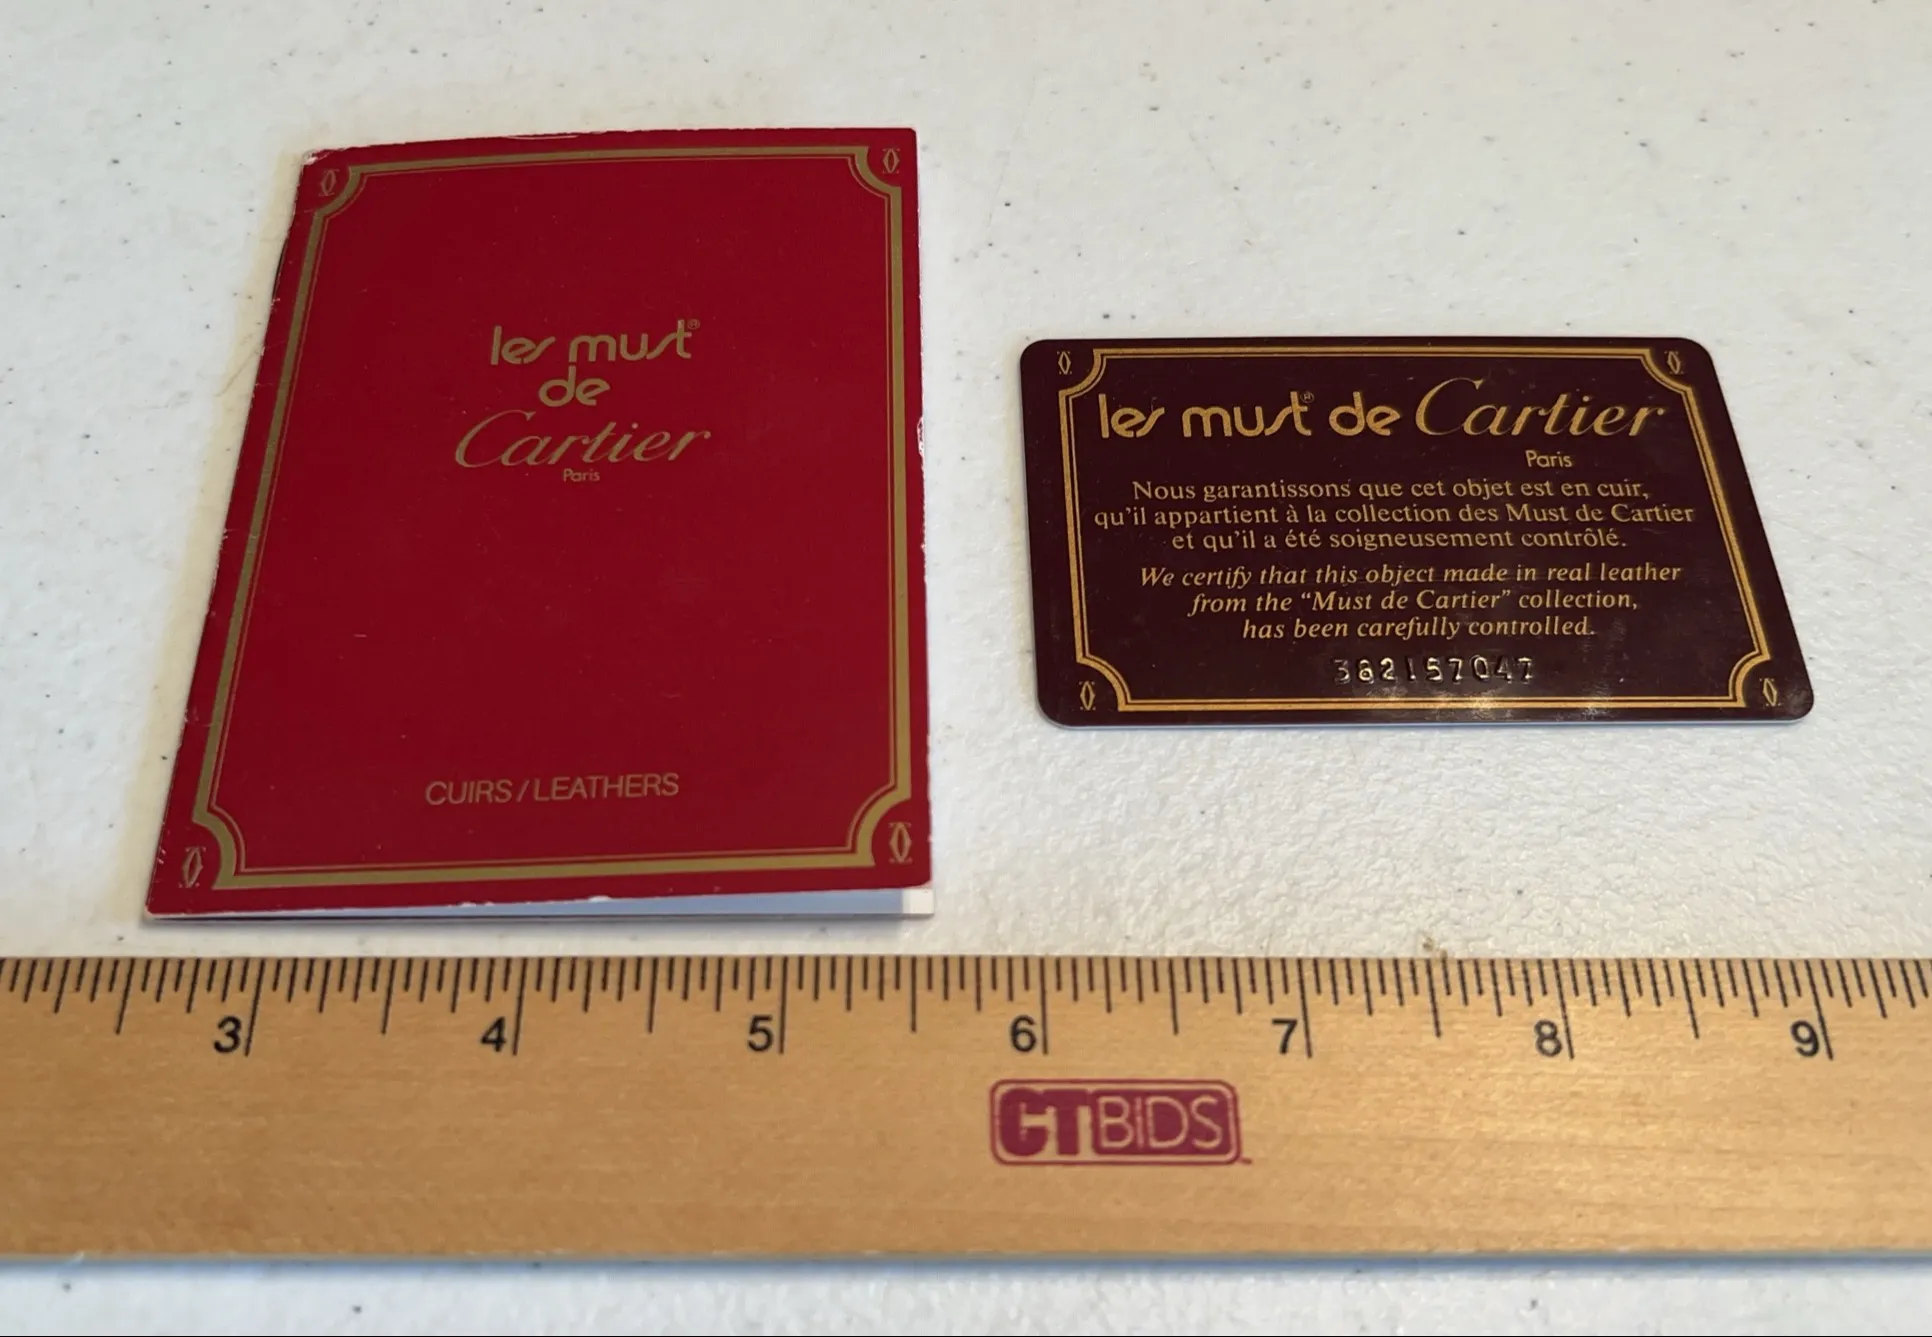 les must®
de
Cartier
Paris
CUIRS/LEATHERS
les must® de Cartier
Paris
Nous garantissons que cet objet est en cuir,
qu'il appartient à la collection des Must de Cartier
et qu'il a été soigneusement contrôlé.
We certify that this object made in real leather
from the “Must de Cartier” collection,
has been carefully controlled.
362157047
3 4 5 6 7 8 9
CTBIDS